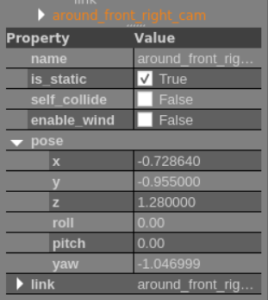 link
around_front_right_cam
Property Value
name around_front_rig...
is_static True
self_collide False
enable_wind False
pose
x -0.728640
y -0.955000
z 1.280000
roll 0.00
pitch 0.00
yaw -1.046999
link around_front_rig...